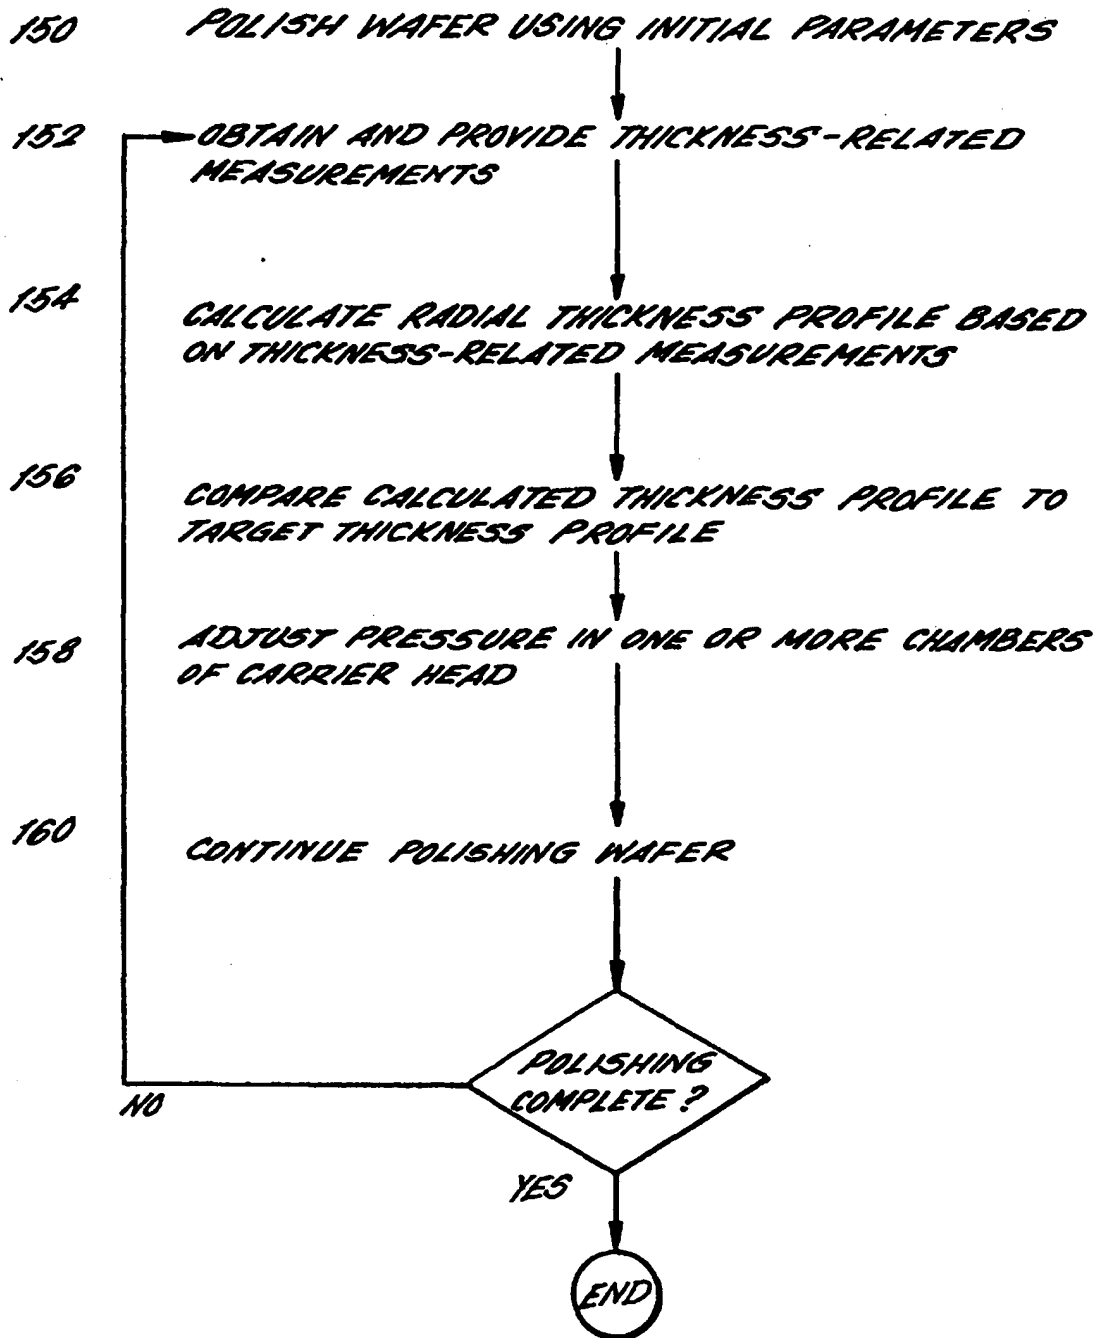 150 POLISH WAFER USING INITIAL PARAMETERS
152 OBTAIN AND PROVIDE THICKNESS-RELATED
MEASUREMENTS
154 CALCULATE RADIAL THICKNESS PROFILE BASED
ON THICKNESS-RELATED MEASUREMENTS
156 COMPARE CALCULATED THICKNESS PROFILE TO
TARGET THICKNESS PROFILE
158 ADJUST PRESSURE IN ONE OR MORE CHAMBERS
OF CARRIER HEAD
160 CONTINUE POLISHING WAFER
POLISHING
COMPLETE?
NO
YES
END